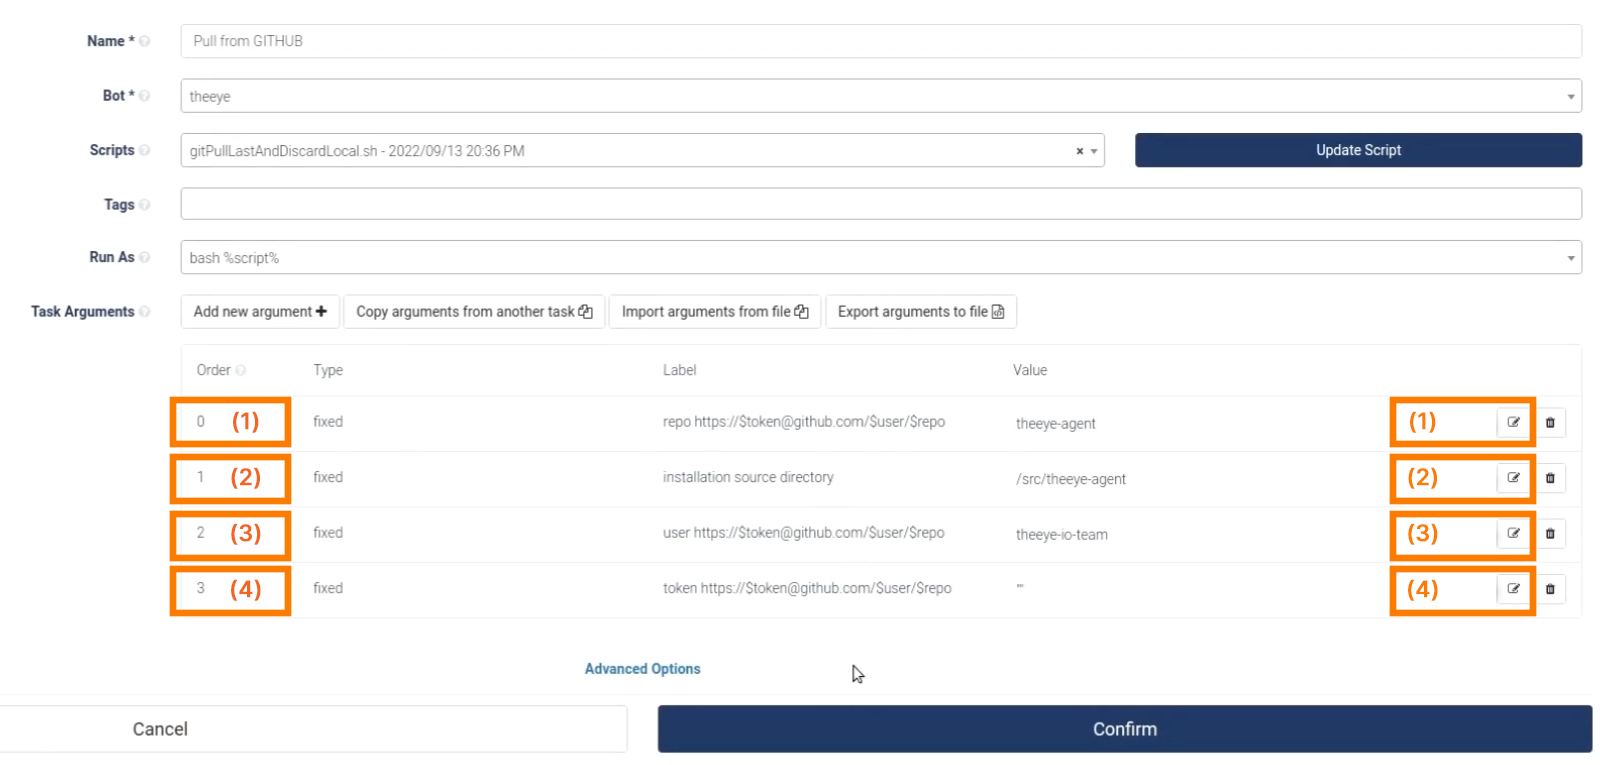 Name * Pull from GITHUB
Bot * theeye
Scripts gitPullLastAndDiscardLocal.sh - 2022/09/13 20:36 PM × Update Script
Tags
Run As bash %script%
Task Arguments Add new argument Copy arguments from another task Import arguments from file Export arguments to file
Order Type Label Value
0 (1) fixed repo https://$token@github.com/$user/$repo theeye-agent (1)
1 (2) fixed installation source directory /src/theeye-agent (2)
2 (3) fixed user https://$token@github.com/$user/$repo theeye-io-team (3)
3 (4) fixed token https://$token@github.com/$user/$repo "" (4)
Advanced Options
Cancel Confirm